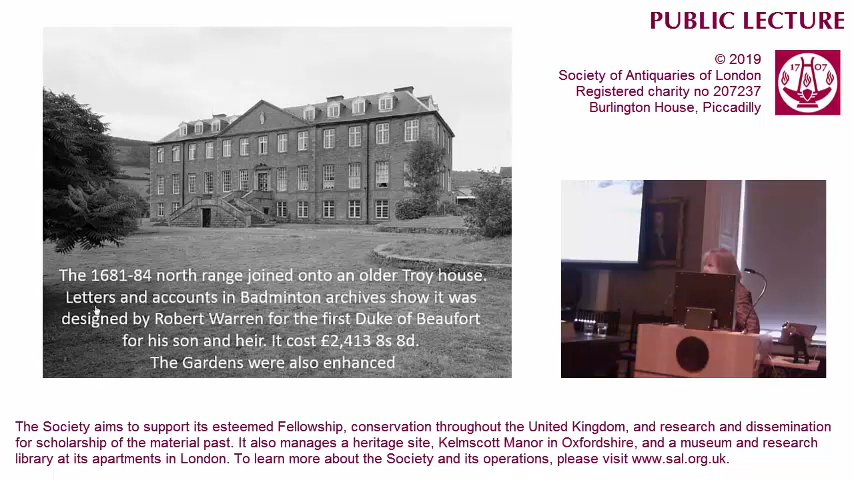 PUBLIC LECTURE
© 2019
Society of Antiquaries of London
Registered charity no 207237
Burlington House, Piccadilly
1707
The 1681-84 north range joined onto an older Troy house.
Letters and accounts in Badminton archives show it was
designed by Robert Warren for the first Duke of Beaufort
for his son and heir. It cost £2,413 8s 8d.
The Gardens were also enhanced
The Society aims to support its esteemed Fellowship, conservation throughout the United Kingdom, and research and dissemination
for scholarship of the material past. It also manages a heritage site, Kelmscott Manor in Oxfordshire, and a museum and research
library at its apartments in London. To learn more about the Society and its operations, please visit www.sal.org.uk.